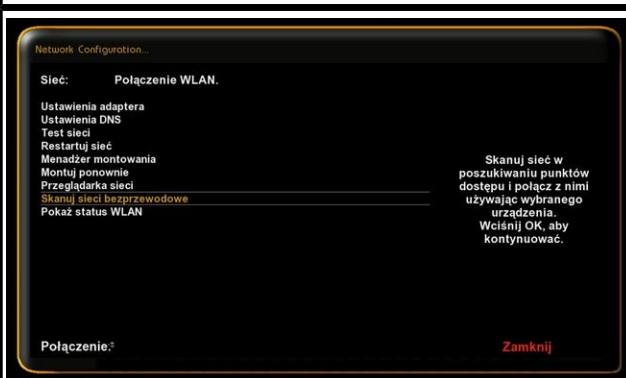 Network Configuration...
Sieć: Połączenie WLAN.
Ustawienia adaptera
Ustawienia DNS
Test sieci
Restartuj sieć
Menadżer montowania
Montuj ponownie
Przeglądarka sieci
Skanuj sieci bezprzewodowe
Pokaż status WLAN
Skanuj sieć w
poszukiwaniu punktów
dostępu i połącz z nimi
używając wybranego
urządzenia.
Wciśnij OK, aby
kontynuować.
Połączenie:
Zamknij